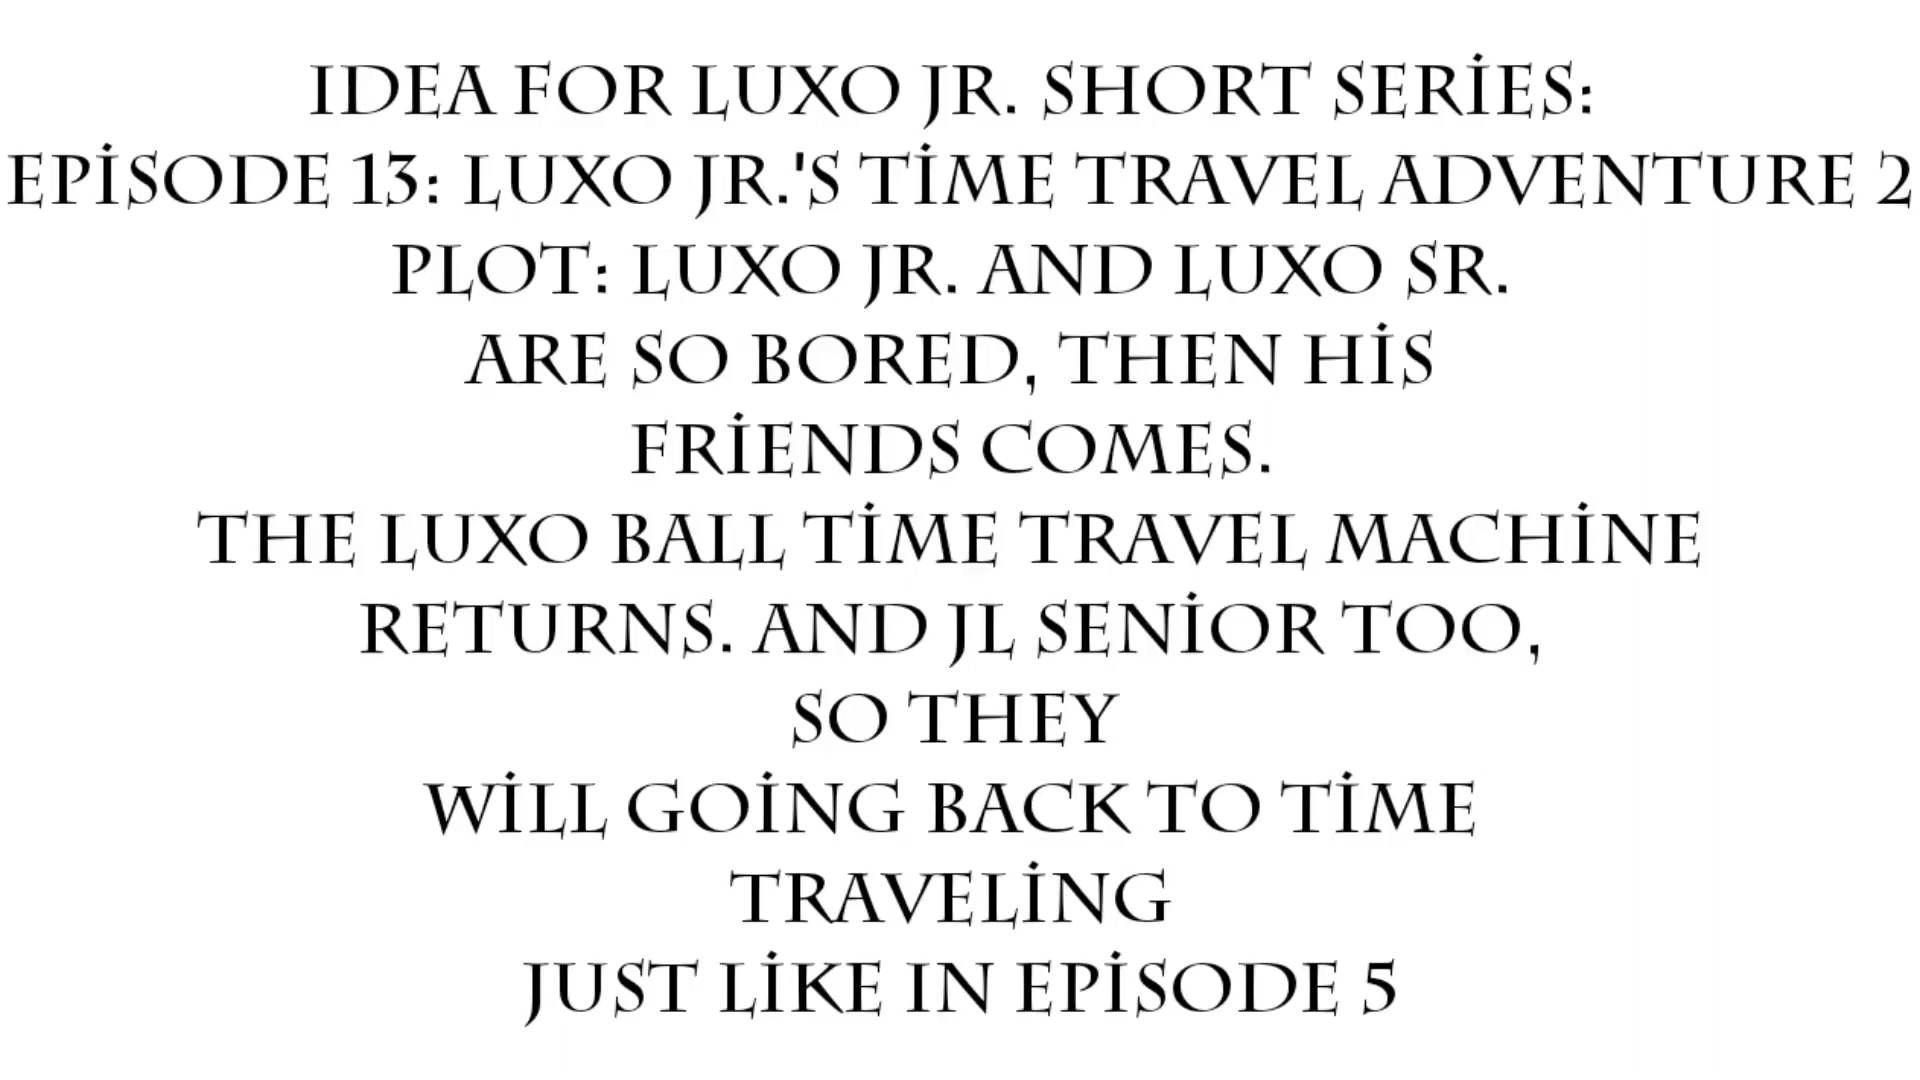 IDEA FOR LUXO JR. SHORT SERİES:
EPİSODE 13: LUXO JR.'S TİME TRAVEL ADVENTURE 2
PLOT: LUXO JR. AND LUXO SR.
ARE SO BORED, THEN HİS
FRİENDS COMES.
THE LUXO BALL TİME TRAVEL MACHİNE
RETURNS. AND JL SENİOR TOO,
SO THEY
WİLL GOİNG BACK TO TİME
TRAVELİNG
JUST LİKE IN EPİSODE 5